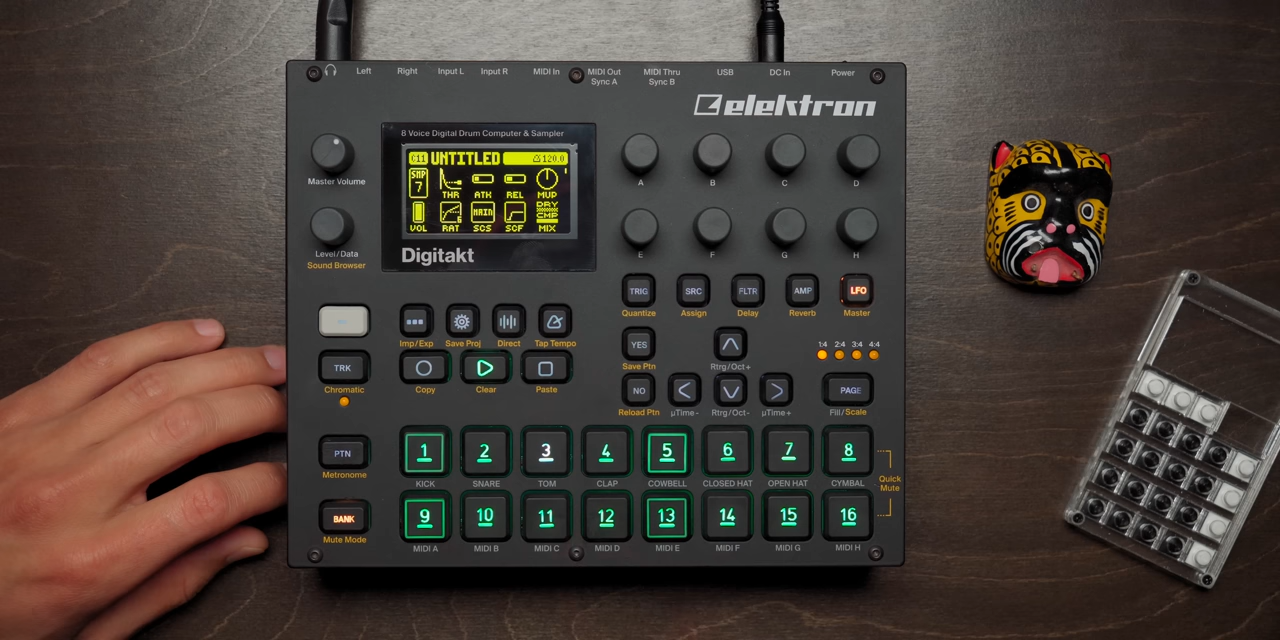 Left Right Input L Input R MIDI In MIDI Out MIDI Thru USB DC In Power
Sync A Sync B
elektron
8 Voice Digital Drum Computer & Sampler
C11 UNTITLED 120.0
SMP THR ATK REL MUP
7
DRY
MAIN CMP
VOL RAT SCS SCF MIX
Digitakt
Master Volume
A B C D
Level/Data
Sound Browser
E F G H
TRIG SRC FLTR AMP LFO
Quantize Assign Delay Reverb Master
Imp/Exp Save Proj Direct Tap Tempo
YES
Save Ptn Rtrg/Oct+
1:4 2:4 3:4 4:4
TRK
Chromatic
Copy Clear Paste
NO PAGE
Reload Ptn µTime- Rtrg/Oct- µTime+ Fill/Scale
PTN
Metronome
1 2 3 4 5 6 7 8
KICK SNARE TOM CLAP COWBELL CLOSED HAT OPEN HAT CYMBAL
Quick
Mute
BANK
Mute Mode
9 10 11 12 13 14 15 16
MIDI A MIDI B MIDI C MIDI D MIDI E MIDI F MIDI G MIDI H